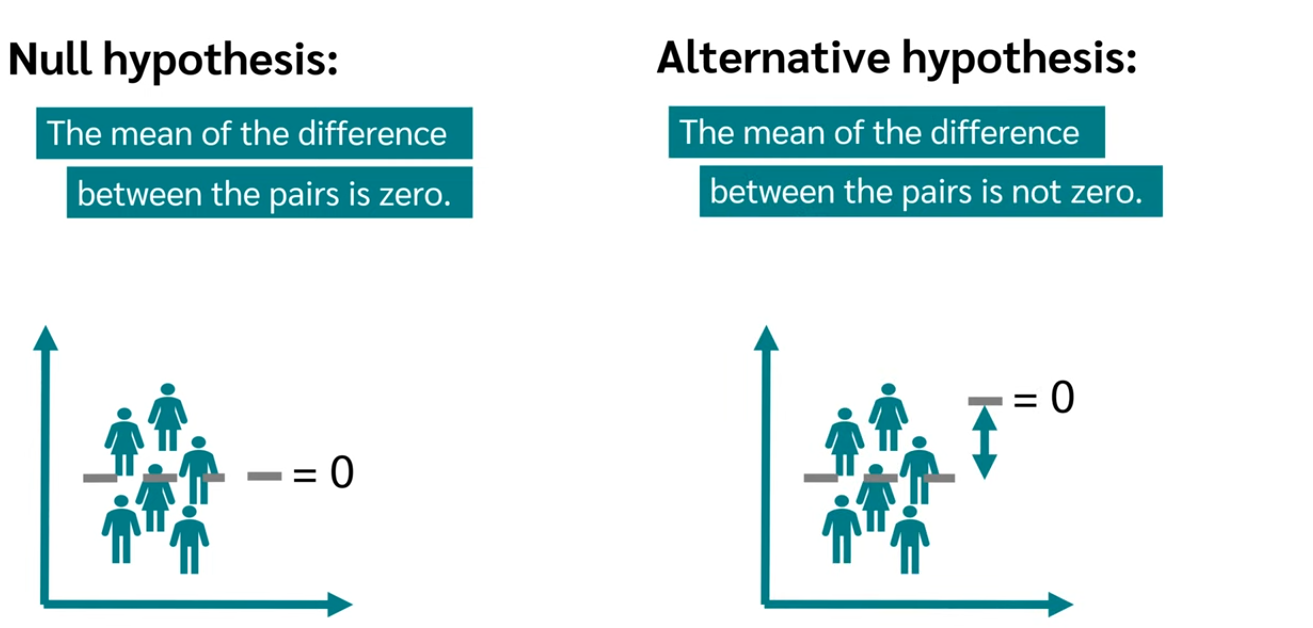 Null hypothesis:
The mean of the difference
between the pairs is zero.
= 0
Alternative hypothesis:
The mean of the difference
between the pairs is not zero.
= 0